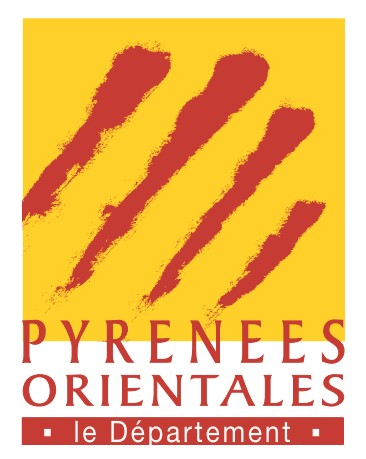 PYRENEES
ORIENTALES
▪ le Département ▪